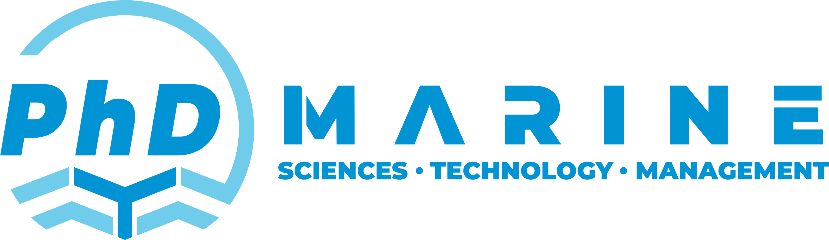 PhD
MARINE
SCIENCES • TECHNOLOGY • MANAGEMENT